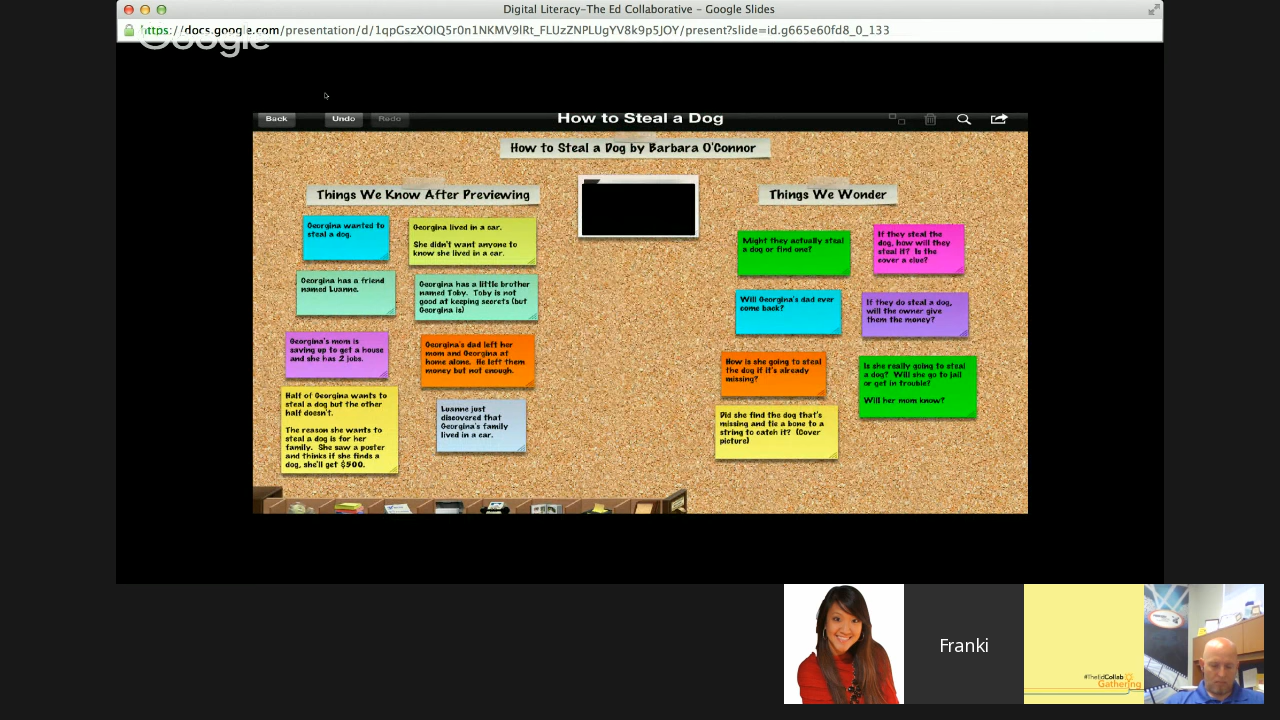 Digital Literacy-The Ed Collaborative - Google Slides
https://docs.google.com/presentation/d/1qpGszXOlQ5r0n1NKMV9lRt_FLUzZNPLUgYV8k9p5JOY/present?slide=id.g665e60fd8_0_133
Google
Back
Undo
Redo
How to Steal a Dog
How to Steal a Dog by Barbara O'Connor
Things We Know After Previewing
Georgina wanted to
steal a dog.
Georgina lived in a car.
She didn't want anyone to
know she lived in a car.
Georgina has a friend
named Luanne.
Georgina has a little brother
named Toby. Toby is not
good at keeping secrets (but
Georgina is)
Georgina's mom is
saving up to get a house
and she has 2 jobs.
Georgina's dad left her
mom and Georgina at
home alone. He left them
money but not enough.
Half of Georgina wants to
steal a dog but the other
half doesn't.
The reason she wants to
steal a dog is for her
family. She saw a poster
and thinks if she finds a
dog, she'll get $500.
Luanne just
discovered that
Georgina's family
lived in a car.
Things We Wonder
Might they actually steal
a dog or find one?
If they steal the
dog, how will they
steal it? Is the
cover a clue?
Will Georgina's dad ever
come back?
If they do steal a dog,
will the owner give
them the money?
How is she going to steal
the dog if it's already
missing?
Is she really going to steal
a dog? Will she go to jail
or get in trouble?
Will her mom know?
Did she find the dog that's
missing and tie a bone to a
string to catch it? (Cover
picture)
Franki
#TheEdCollab
Gathering